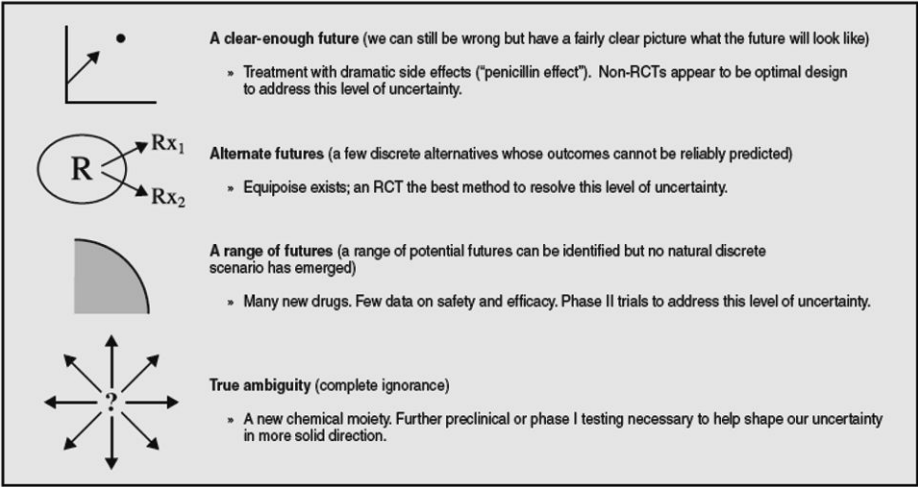 A clear-enough future (we can still be wrong but have a fairly clear picture what the future will look like)
» Treatment with dramatic side effects ("penicillin effect"). Non-RCTs appear to be optimal design
to address this level of uncertainty.
R
Rx1
Rx2
Alternate futures (a few discrete alternatives whose outcomes cannot be reliably predicted)
» Equipoise exists; an RCT the best method to resolve this level of uncertainty.
A range of futures (a range of potential futures can be identified but no natural discrete
scenario has emerged)
» Many new drugs. Few data on safety and efficacy. Phase II trials to address this level of uncertainty.
?
True ambiguity (complete ignorance)
» A new chemical moiety. Further preclinical or phase I testing necessary to help shape our uncertainty
in more solid direction.